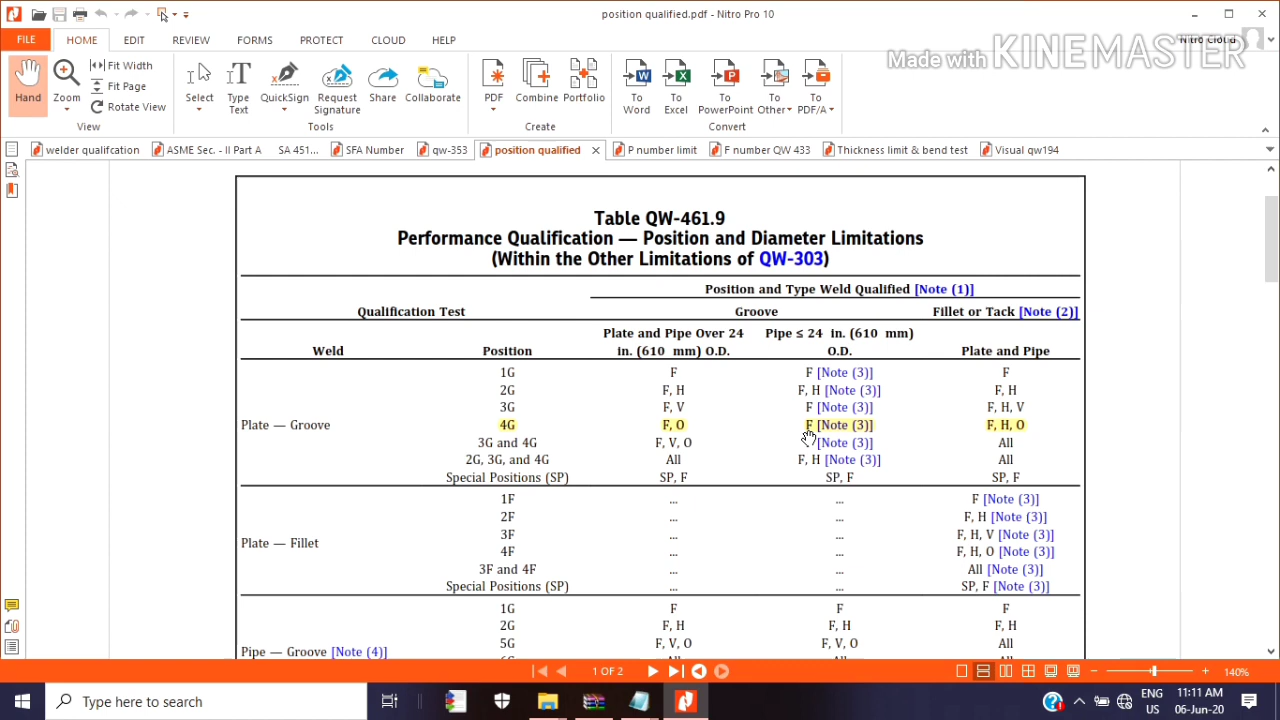 position qualified.pdf - Nitro Pro 10
Made with KINEMASTER
Nitro Cloud
FILE HOME EDIT REVIEW FORMS PROTECT CLOUD HELP
Hand Zoom Fit Width Fit Page Rotate View
View
Select Type Text QuickSign Request Signature Share Collaborate
Tools
PDF Combine Portfolio
Create
To Word To Excel To PowerPoint To Other To PDF/A
Convert
welder qualifcation ASME Sec. - II Part A SA 451... SFA Number qw-353 position qualified P number limit F number QW 433 Thickness limit & bend test Visual qw194
Table QW-461.9
Performance Qualification — Position and Diameter Limitations
(Within the Other Limitations of QW-303)
Position and Type Weld Qualified [Note (1)]
Qualification Test Groove Fillet or Tack [Note (2)]
Plate and Pipe Over 24 Pipe ≤ 24 in. (610 mm)
Weld Position in. (610 mm) O.D. O.D. Plate and Pipe
1G F F [Note (3)] F
2G F, H F, H [Note (3)] F, H
3G F, V F [Note (3)] F, H, V
Plate — Groove 4G F, O F [Note (3)] F, H, O
3G and 4G F, V, O [Note (3)] All
2G, 3G, and 4G All F, H [Note (3)] All
Special Positions (SP) SP, F SP, F SP, F
1F ... ... F [Note (3)]
2F ... ... F, H [Note (3)]
3F ... ... F, H, V [Note (3)]
Plate — Fillet
4F ... ... F, H, O [Note (3)]
3F and 4F ... ... All [Note (3)]
Special Positions (SP) ... ... SP, F [Note (3)]
1G F F F
2G F, H F, H F, H
5G F, V, O F, V, O All
Pipe — Groove [Note (4)]
1 OF 2
140%
Type here to search
ENG
US
11:11 AM
06-Jun-20